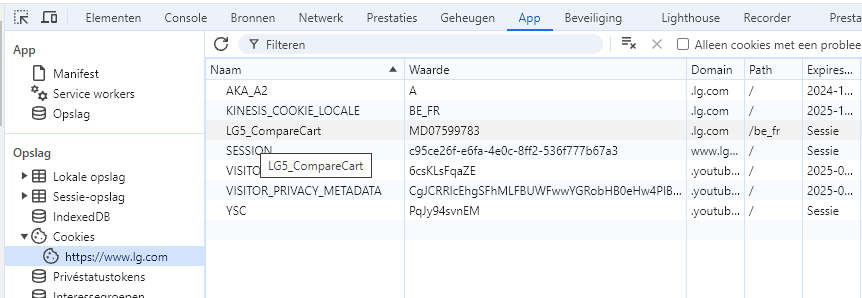 Elementen Console Bronnen Netwerk Prestaties Geheugen App Beveiliging Lighthouse Recorder Presta
App
Manifest
Service workers
Opslag
Opslag
Lokale opslag
Sessie-opslag
IndexedDB
Cookies
https://www.lg.com
Privéstatustokens
Interessegroepen
Filteren Alleen cookies met een problee
Naam Waarde Domain Path Expires...
AKA_A2 A .lg.com / 2024-1...
KINESIS_COOKIE_LOCALE BE_FR .lg.com / 2025-1...
LG5_CompareCart MD07599783 .lg.com /be_fr Sessie
SESSION c95ce26f-e6fa-4e0c-8ff2-536f777b67a3 www.lg... / Sessie
LG5_CompareCart
VISITO 6csKLsFqaZE .youtub... / 2025-0...
VISITOR_PRIVACY_METADATA CgJCRRIcEhgSFhMLFBUWFwwYGRobHB0eHw4PIB... .youtub... / 2025-0...
YSC PqJy94svnEM .youtub... / Sessie